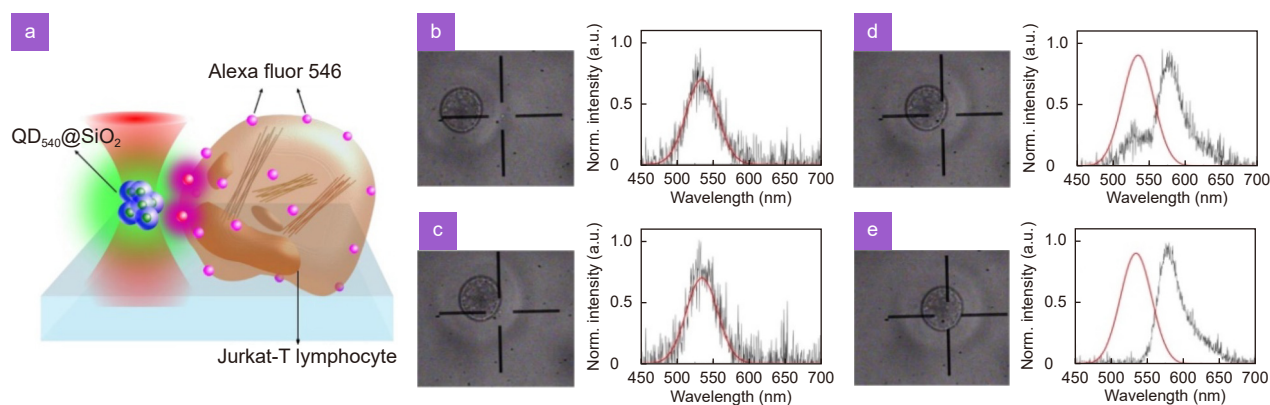 a
Alexa fluor 546
QD540@SiO2
Jurkat-T lymphocyte
b
Norm. intensity (a.u.)
1.0
0.5
0
450 500 550 600 650 700
Wavelength (nm)
c
Norm. intensity (a.u.)
1.0
0.5
0
450 500 550 600 650 700
Wavelength (nm)
d
Norm. intensity (a.u.)
1.0
0.5
0
450 500 550 600 650 700
Wavelength (nm)
e
Norm. intensity (a.u.)
1.0
0.5
0
450 500 550 600 650 700
Wavelength (nm)